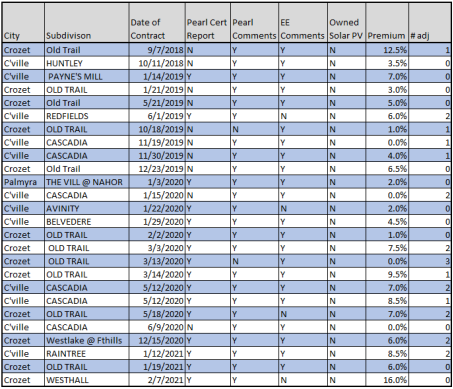 City Subdivison Date of Contract Pearl Cert Report Pearl Comments EE Comments Owned Solar PV Premium # adj
Crozet Old Trail 9/7/2018 N Y Y N 12.5% 1
C'ville HUNTLEY 10/11/2018 N Y Y N 3.5% 0
C'ville PAYNE'S MILL 1/14/2019 Y Y Y N 7.0% 0
Crozet OLD TRAIL 1/21/2019 N Y Y N 3.0% 0
Crozet Old Trail 5/21/2019 N Y Y N 5.0% 0
C'ville REDFIELDS 6/1/2019 Y Y N N 6.0% 2
Crozet OLD TRAIL 10/18/2019 N N Y N 1.0% 1
C'ville CASCADIA 11/19/2019 N Y Y N 0.0% 1
C'ville CASCADIA 11/30/2019 N Y Y N 4.0% 1
Crozet Old Trail 12/23/2019 N Y Y N 6.5% 0
Palmyra THE VILL @ NAHOR 1/3/2020 Y Y Y N 2.0% 0
C'ville CASCADIA 1/15/2020 N Y Y N 0.0% 2
C'ville AVINITY 1/22/2020 N Y N N 2.0% 0
C'ville BELVEDERE 1/29/2020 Y Y Y N 4.5% 0
Crozet OLD TRAIL 2/2/2020 Y Y Y N 1.0% 0
Crozet OLD TRAIL 3/3/2020 Y Y Y N 7.5% 2
Crozet OLD TRAIL 3/13/2020 Y N Y N 0.0% 3
Crozet OLD TRAIL 3/14/2020 Y Y Y N 9.5% 1
C'ville CASCADIA 5/12/2020 Y Y Y N 7.0% 2
C'ville CASCADIA 5/12/2020 Y Y Y N 8.5% 1
Crozet OLD TRAIL 5/18/2020 Y Y N N 7.0% 2
C'ville CASCADIA 6/9/2020 N Y Y N 0.0% 0
Crozet Westlake @ Fthills 12/15/2020 Y Y Y N 6.0% 2
C'ville RAINTREE 1/12/2021 Y Y Y N 8.5% 2
Crozet OLD TRAIL 1/19/2021 Y Y Y N 6.0% 0
Crozet WESTHALL 2/7/2021 Y Y N N 16.0% 0